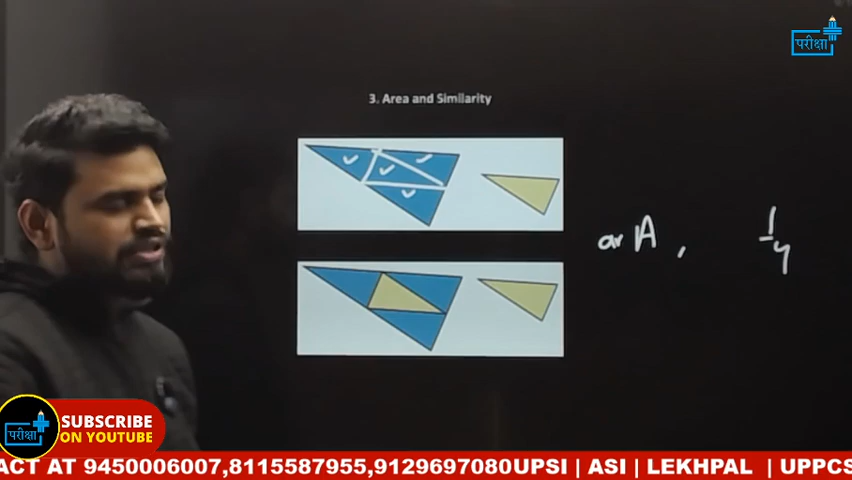 परीक्षा
3. Area and Similarity
ar A, 1/4
परीक्षा
SUBSCRIBE
ON YOUTUBE
ACT AT 9450006007,8115587955,9129697080UPSI | ASI | LEKHPAL | UPPCS